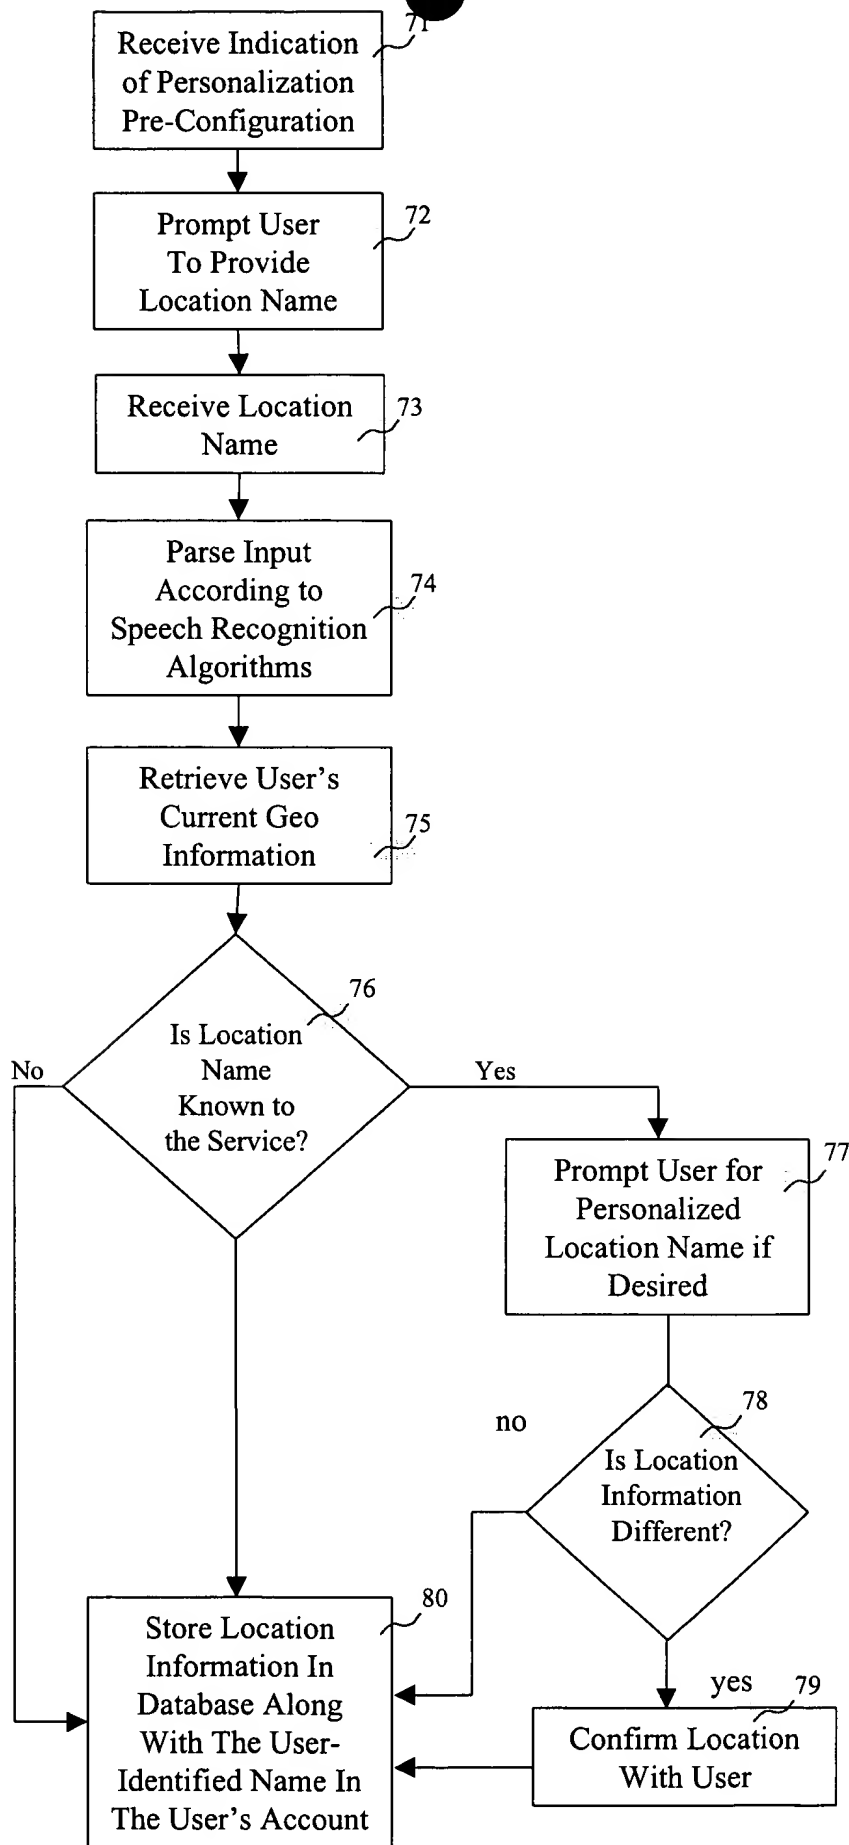 71
Receive Indication
of Personalization
Pre-Configuration
72
Prompt User
To Provide
Location Name
73
Receive Location
Name
74
Parse Input
According to
Speech Recognition
Algorithms
75
Retrieve User's
Current Geo
Information
76
Is Location
Name
Known to
the Service?
No
Yes
77
Prompt User for
Personalized
Location Name if
Desired
78
no
Is Location
Information
Different?
yes
79
Confirm Location
With User
80
Store Location
Information In
Database Along
With The User-
Identified Name In
The User's Account